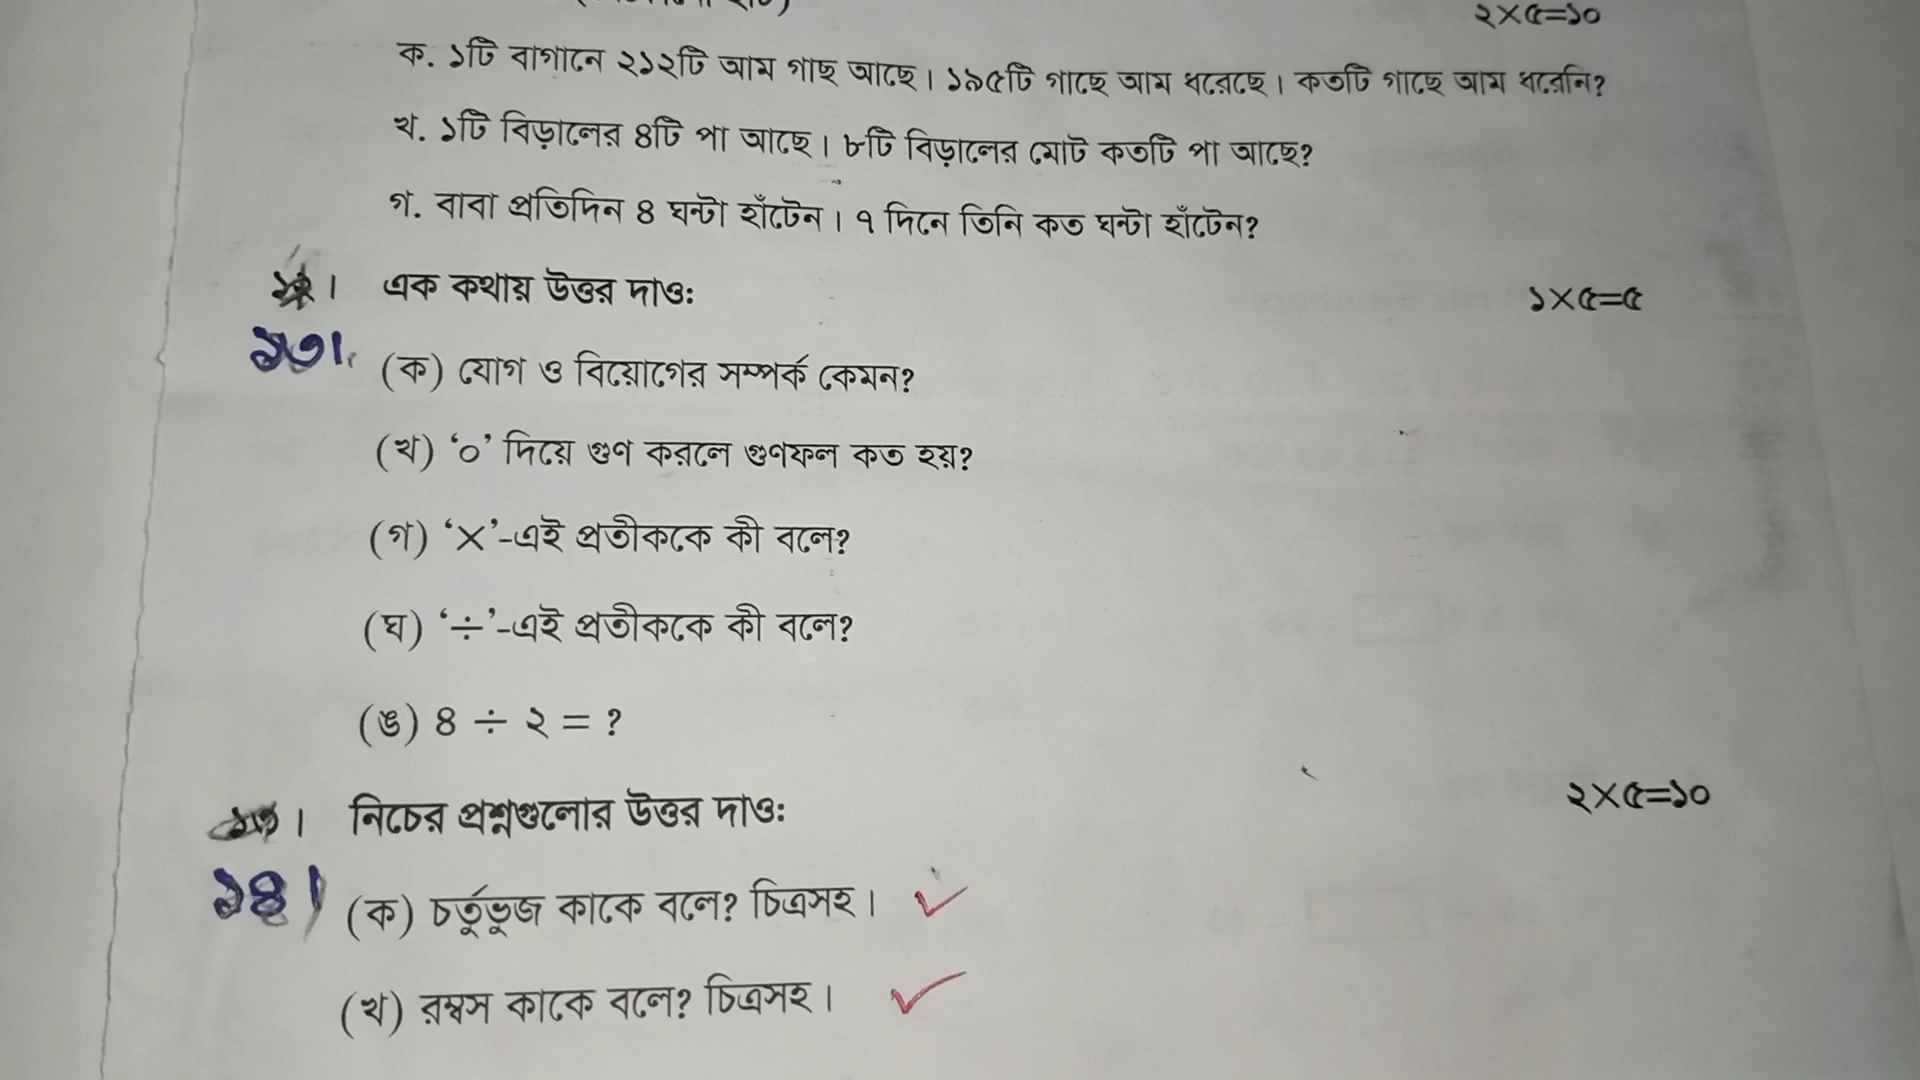 ২×৫=১০
ক. ১টি বাগানে ২১২টি আম গাছ আছে। ১৯৫টি গাছে আম ধরেছে। কতটি গাছে আম ধরেনি?
খ. ১টি বিড়ালের ৪টি পা আছে। ৮টি বিড়ালের মোট কতটি পা আছে?
গ. বাবা প্রতিদিন ৪ ঘন্টা হাঁটেন। ৭ দিনে তিনি কত ঘন্টা হাঁটেন?
১২। এক কথায় উত্তর দাও: ১×৫=৫
১৩।
(ক) যোগ ও বিয়োগের সম্পর্ক কেমন?
(খ) ‘০’ দিয়ে গুণ করলে গুণফল কত হয়?
(গ) ‘×’-এই প্রতীককে কী বলে?
(ঘ) ‘÷’-এই প্রতীককে কী বলে?
(ঙ) ৪ ÷ ২ = ?
১৩। নিচের প্রশ্নগুলোর উত্তর দাও: ২×৫=১০
১৪।
(ক) চর্তুভূজ কাকে বলে? চিত্রসহ।
(খ) রম্বস কাকে বলে? চিত্রসহ।